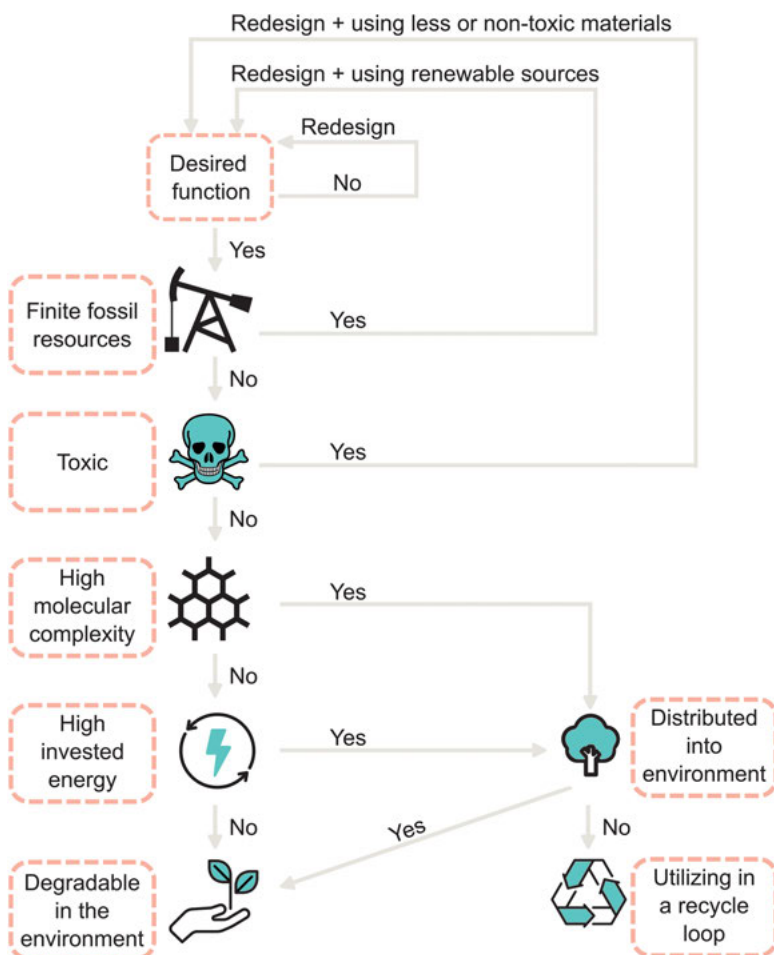 Redesign + using less or non-toxic materials
Redesign + using renewable sources
Redesign
Desired
function
No
Yes
Finite fossil
resources
Yes
No
Toxic
Yes
No
High
molecular
complexity
Yes
No
High
invested
energy
Yes
Distributed
into
environment
No
Yes
No
Degradable
in the
environment
Utilizing in
a recycle
loop